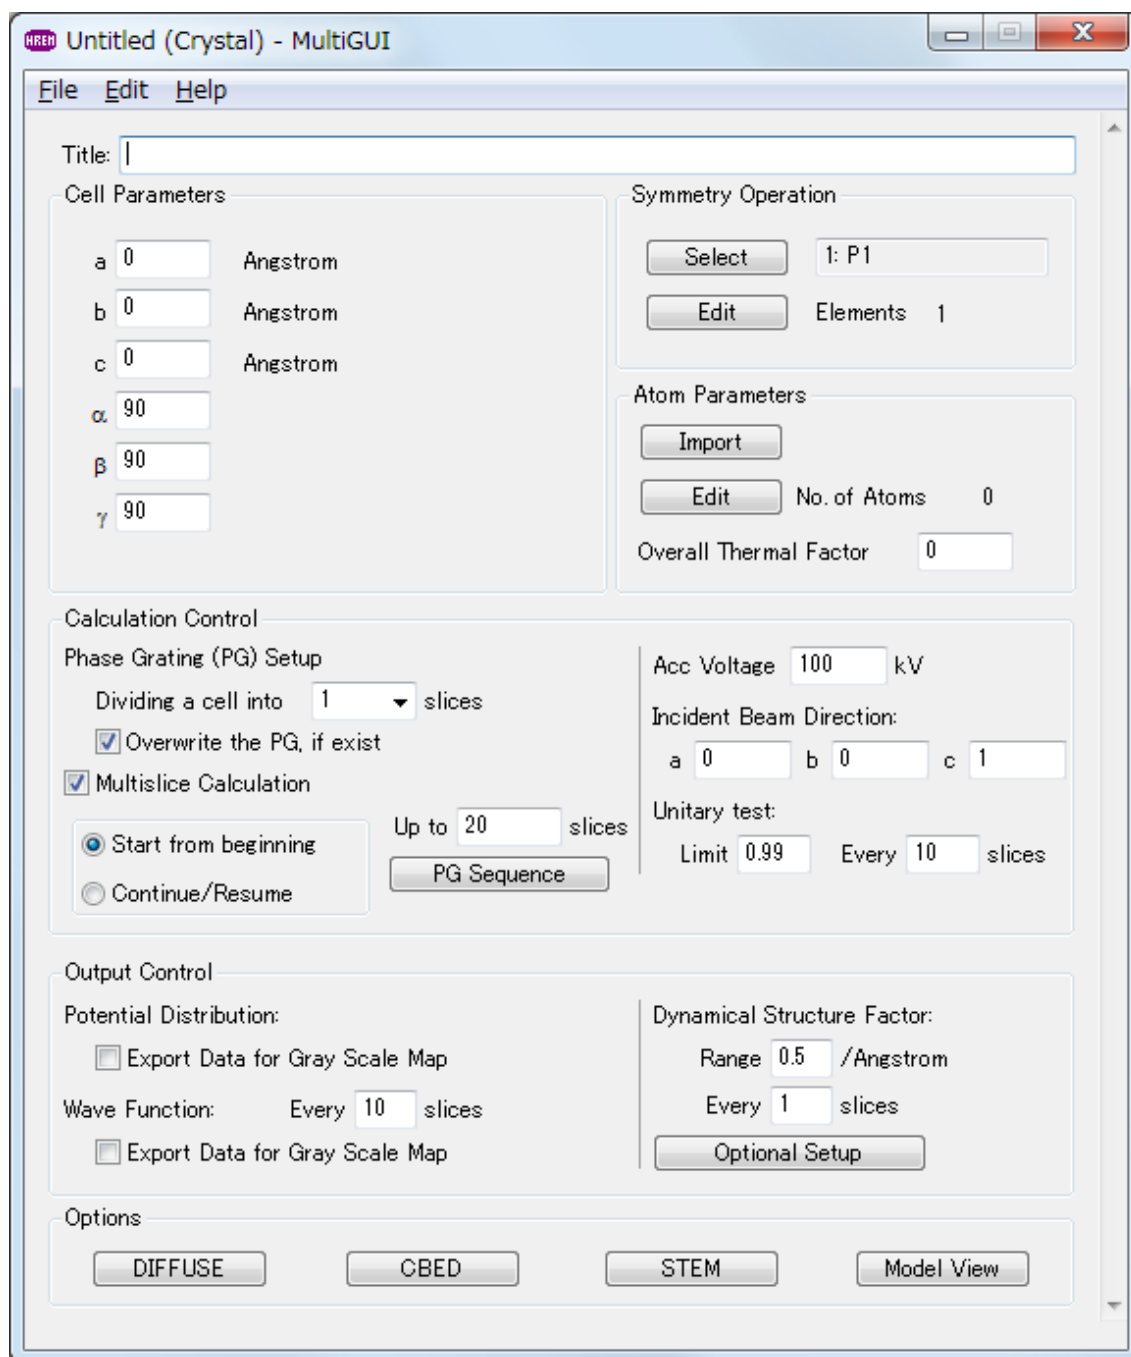 HREM Untitled (Crystal) - MultiGUI
File Edit Help
Title:
Cell Parameters
a 0 Angstrom
b 0 Angstrom
c 0 Angstrom
α 90
β 90
γ 90
Symmetry Operation
Select 1: P1
Edit Elements 1
Atom Parameters
Import
Edit No. of Atoms 0
Overall Thermal Factor 0
Calculation Control
Phase Grating (PG) Setup
Dividing a cell into 1 slices
Overwrite the PG, if exist
Multislice Calculation
Start from beginning
Continue/Resume
Up to 20 slices
PG Sequence
Acc Voltage 100 kV
Incident Beam Direction:
a 0 b 0 c 1
Unitary test:
Limit 0.99 Every 10 slices
Output Control
Potential Distribution:
Export Data for Gray Scale Map
Wave Function: Every 10 slices
Export Data for Gray Scale Map
Dynamical Structure Factor:
Range 0.5 /Angstrom
Every 1 slices
Optional Setup
Options
DIFFUSE CBED STEM Model View